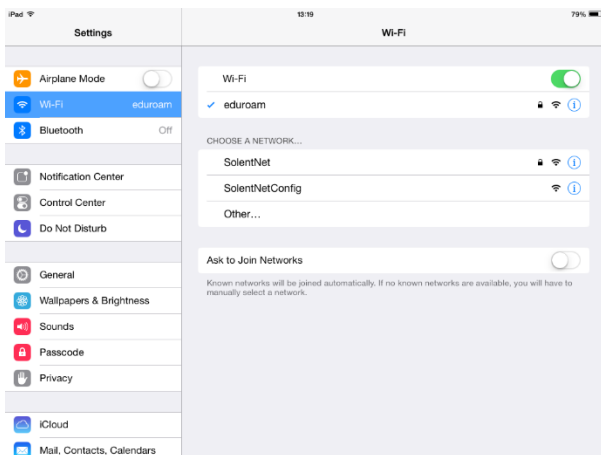 iPad 13:19 79%
Settings
Wi-Fi
Airplane Mode
Wi-Fi eduroam
Bluetooth Off
Notification Center
Control Center
Do Not Disturb
General
Wallpapers & Brightness
Sounds
Passcode
Privacy
iCloud
Mail, Contacts, Calendars
Wi-Fi
eduroam
CHOOSE A NETWORK...
SolentNet
SolentNetConfig
Other...
Ask to Join Networks
Known networks will be joined automatically. If no known networks are available, you will have to
manually select a network.